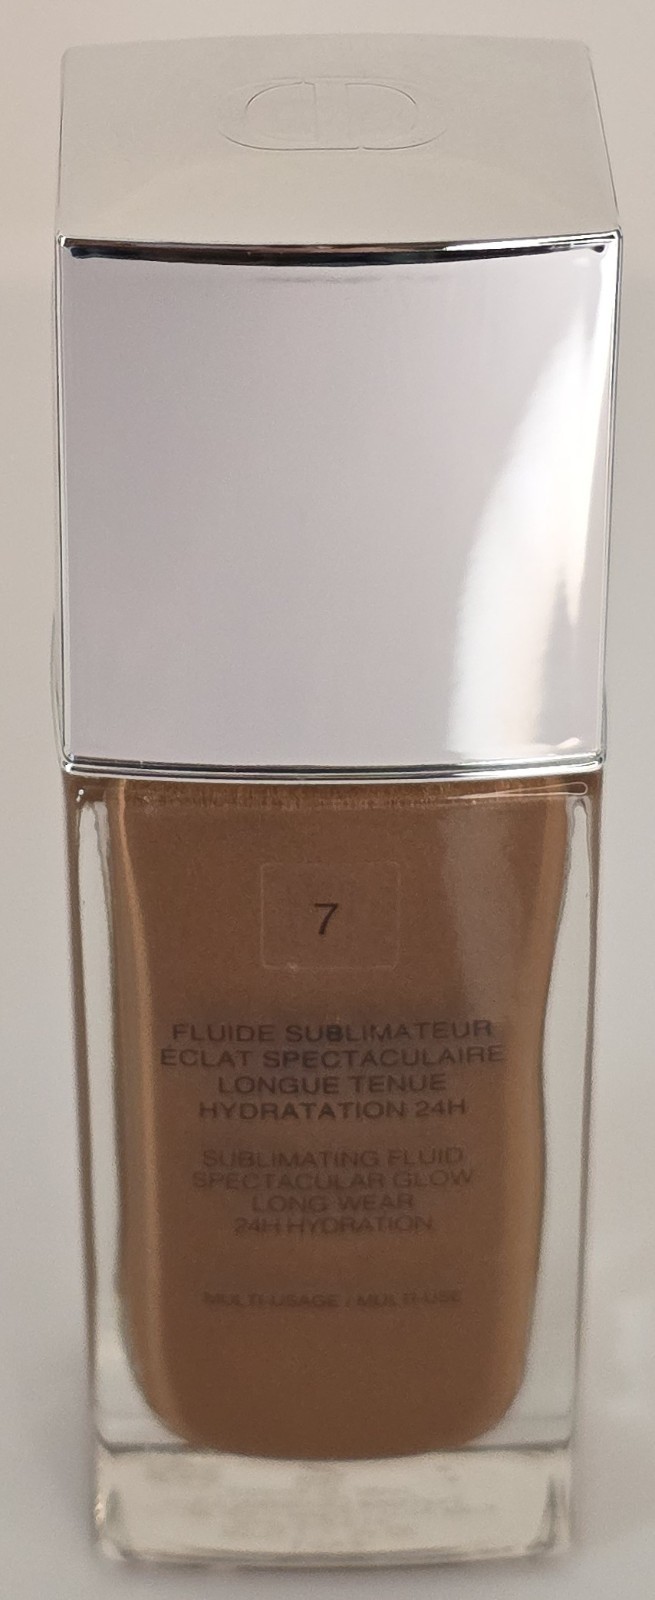 CD
7
FLUIDE SUBLIMATEUR
ÉCLAT SPECTACULAIRE
LONGUE TENUE
HYDRATATION 24H
SUBLIMATING FLUID
SPECTACULAR GLOW
LONG WEAR
24H HYDRATION
MULTI-USAGE / MULTI-USE